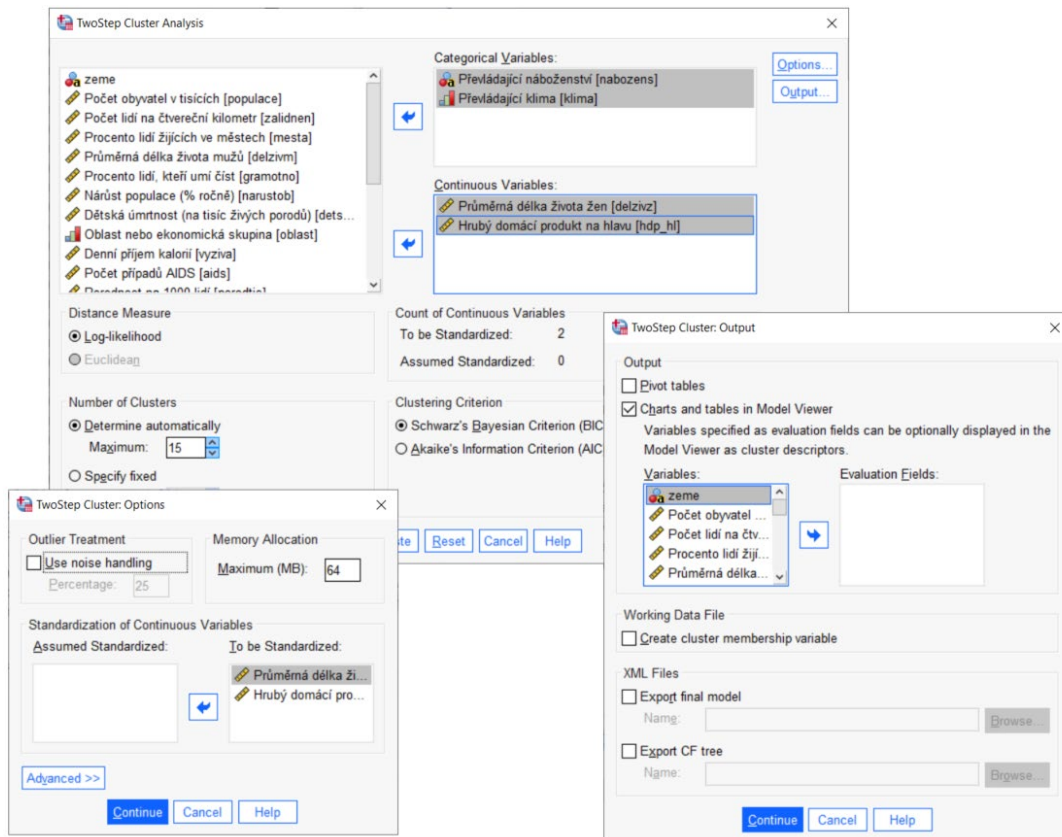 TwoStep Cluster Analysis
zeme
Počet obyvatel v tisících [populace]
Počet lidí na čtvereční kilometr [zalidnen]
Procento lidí žijících ve městech [mesta]
Průměrná délka života mužů [delzivm]
Procento lidí, kteří umí číst [gramotno]
Nárůst populace (% ročně) [narustob]
Dětská úmrtnost (na tisíc živých porodů) [dets...
Oblast nebo ekonomická skupina [oblast]
Denní příjem kalorií [vyziva]
Počet případů AIDS [aids]
Categorical Variables:
Převládající náboženství [nabozens]
Převládající klima [klima]
Continuous Variables:
Průměrná délka života žen [delzivz]
Hrubý domácí produkt na hlavu [hdp_hl]
Options...
Output...
Distance Measure
Log-likelihood
Euclidean
Count of Continuous Variables
To be Standardized: 2
Assumed Standardized: 0
Number of Clusters
Determine automatically
Maximum: 15
Specify fixed
Clustering Criterion
Schwarz's Bayesian Criterion (BIC
Akaike's Information Criterion (AIC
Reset
Cancel
Help
TwoStep Cluster: Options
Outlier Treatment
Use noise handling
Percentage: 25
Memory Allocation
Maximum (MB): 64
Standardization of Continuous Variables
Assumed Standardized:
To be Standardized:
Průměrná délka ži...
Hrubý domácí pro...
Advanced >>
Continue
Cancel
Help
TwoStep Cluster: Output
Output
Pivot tables
Charts and tables in Model Viewer
Variables specified as evaluation fields can be optionally displayed in the
Model Viewer as cluster descriptors.
Variables:
Evaluation Fields:
zeme
Počet obyvatel ...
Počet lidí na čtv...
Procento lidí žijí...
Průměrná délka...
Working Data File
Create cluster membership variable
XML Files
Export final model
Name:
Browse...
Export CF tree
Name:
Browse...
Continue
Cancel
Help